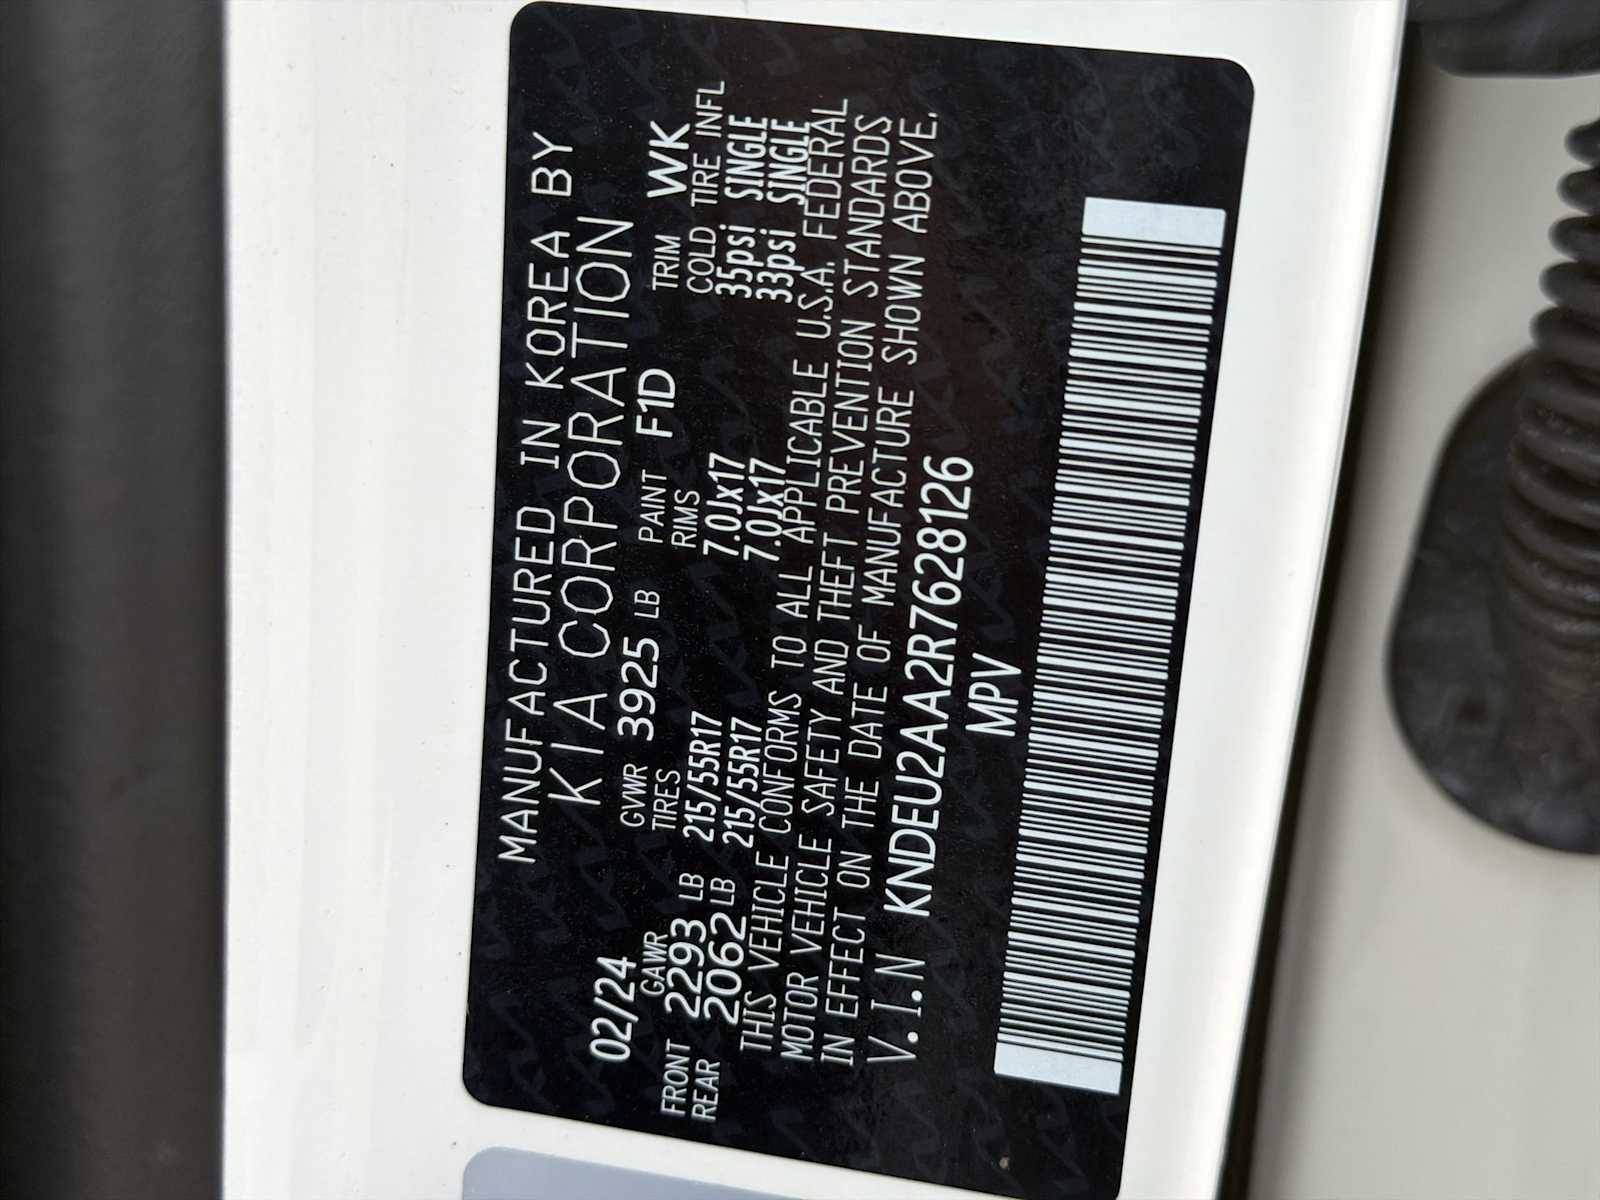 MANUFACTURED IN KOREA BY
KIA CORPORATION
02/24 GVWR 3925 LB PAINT F1D TRIM WK
GAWR TIRES RIMS COLD TIRE INFL
FRONT 2293 LB 215/55R17 7.0Jx17 35psi SINGLE
REAR 2062 LB 215/55R17 7.0Jx17 33psi SINGLE
THIS VEHICLE CONFORMS TO ALL APPLICABLE U.S.A. FEDERAL
MOTOR VEHICLE SAFETY AND THEFT PREVENTION STANDARDS
IN EFFECT ON THE DATE OF MANUFACTURE SHOWN ABOVE.
V.I.N KNDEU2AA2R7628126
MPV